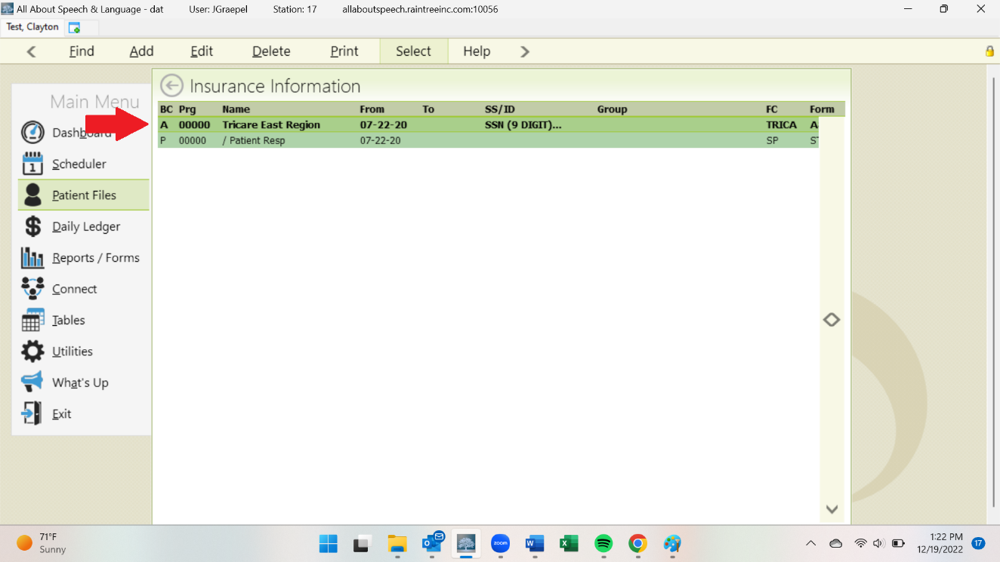 All About Speech & Language - dat User: JGraepel Station: 17 allaboutspeech.raintreeinc.com:10056
Test, Clayton
Find Add Edit Delete Print Select Help
Insurance Information
BC Prg Name From To SS/ID Group FC Form
A 00000 Tricare East Region 07-22-20 SSN (9 DIGIT)... TRICA
P 00000 / Patient Resp 07-22-20 SP
Main Menu
Dashboard
1
Scheduler
Patient Files
Daily Ledger
Reports / Forms
Connect
Tables
Utilities
What's Up
Exit
71°F
Sunny
zoom
1:22 PM
12/19/2022
17